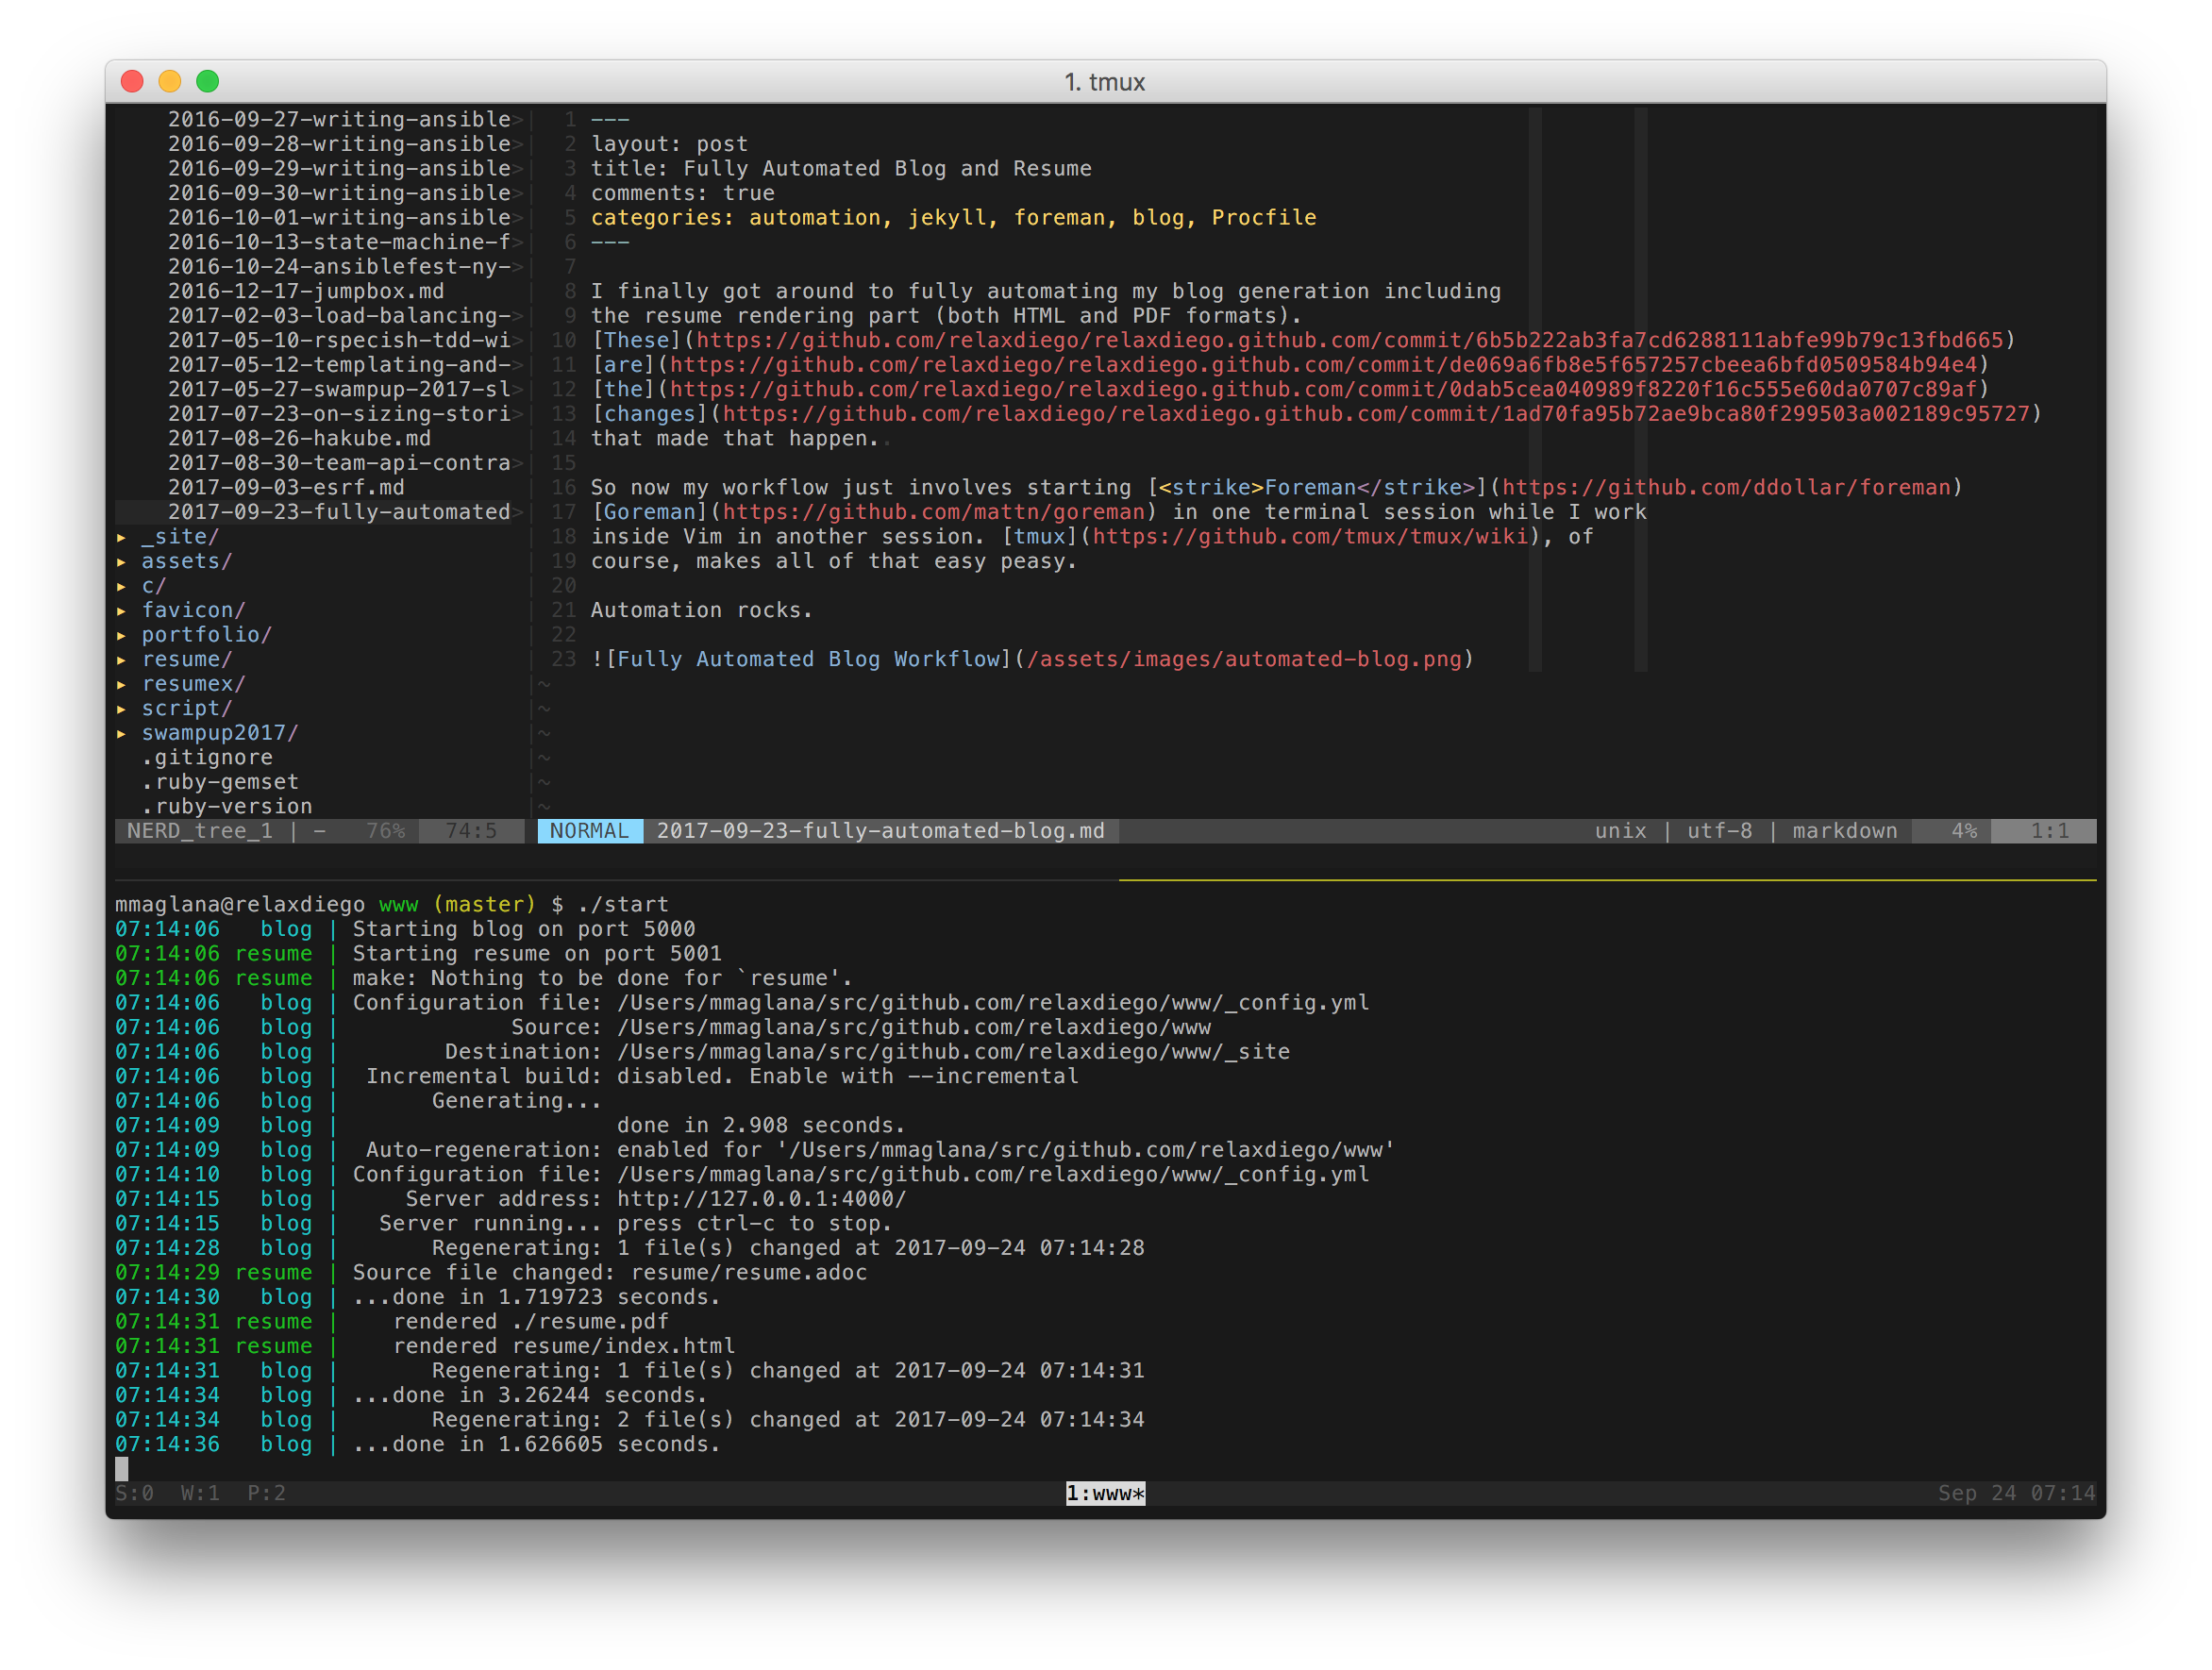 1. tmux
2016-09-27-writing-ansible>
2016-09-28-writing-ansible>
2016-09-29-writing-ansible>
2016-09-30-writing-ansible>
2016-10-01-writing-ansible>
2016-10-13-state-machine-f>
2016-10-24-ansiblefest-ny->
2016-12-17-jumpbox.md
2017-02-03-load-balancing->
2017-05-10-rspecish-tdd-wi>
2017-05-12-templating-and->
2017-05-27-swampup-2017-sl>
2017-07-23-on-sizing-stori>
2017-08-26-hakube.md
2017-08-30-team-api-contra>
2017-09-03-esrf.md
2017-09-23-fully-automated>
▸ _site/
▸ assets/
▸ c/
▸ favicon/
▸ portfolio/
▸ resume/
▸ resumex/
▸ script/
▸ swampup2017/
.gitignore
.ruby-gemset
.ruby-version
NERD_tree_1 | - 76% 74:5
1 ---
2 layout: post
3 title: Fully Automated Blog and Resume
4 comments: true
5 categories: automation, jekyll, foreman, blog, Procfile
6 ---
7
8 I finally got around to fully automating my blog generation including
9 the resume rendering part (both HTML and PDF formats).
10 [These](https://github.com/relaxdiego/relaxdiego.github.com/commit/6b5b222ab3fa7cd6288111abfe99b79c13fbd665)
11 [are](https://github.com/relaxdiego/relaxdiego.github.com/commit/de069a6fb8e5f657257cbeea6bfd0509584b94e4)
12 [the](https://github.com/relaxdiego/relaxdiego.github.com/commit/0dab5cea040989f8220f16c555e60da0707c89af)
13 [changes](https://github.com/relaxdiego/relaxdiego.github.com/commit/1ad70fa95b72ae9bca80f299503a002189c95727)
14 that made that happen..
15
16 So now my workflow just involves starting [<strike>Foreman</strike>](https://github.com/ddollar/foreman)
17 [Goreman](https://github.com/mattn/goreman) in one terminal session while I work
18 inside Vim in another session. [tmux](https://github.com/tmux/tmux/wiki), of
19 course, makes all of that easy peasy.
20
21 Automation rocks.
22
23 ![Fully Automated Blog Workflow](/assets/images/automated-blog.png)
~
~
~
~
~
~
NORMAL 2017-09-23-fully-automated-blog.md unix | utf-8 | markdown 4% 1:1
mmaglana@relaxdiego www (master) $ ./start
07:14:06 blog | Starting blog on port 5000
07:14:06 resume | Starting resume on port 5001
07:14:06 resume | make: Nothing to be done for `resume'.
07:14:06 blog | Configuration file: /Users/mmaglana/src/github.com/relaxdiego/www/_config.yml
07:14:06 blog | Source: /Users/mmaglana/src/github.com/relaxdiego/www
07:14:06 blog | Destination: /Users/mmaglana/src/github.com/relaxdiego/www/_site
07:14:06 blog | Incremental build: disabled. Enable with --incremental
07:14:06 blog | Generating...
07:14:09 blog | done in 2.908 seconds.
07:14:09 blog | Auto-regeneration: enabled for '/Users/mmaglana/src/github.com/relaxdiego/www'
07:14:10 blog | Configuration file: /Users/mmaglana/src/github.com/relaxdiego/www/_config.yml
07:14:15 blog | Server address: http://127.0.0.1:4000/
07:14:15 blog | Server running... press ctrl-c to stop.
07:14:28 blog | Regenerating: 1 file(s) changed at 2017-09-24 07:14:28
07:14:29 resume | Source file changed: resume/resume.adoc
07:14:30 blog | ...done in 1.719723 seconds.
07:14:31 resume | rendered ./resume.pdf
07:14:31 resume | rendered resume/index.html
07:14:31 blog | Regenerating: 1 file(s) changed at 2017-09-24 07:14:31
07:14:34 blog | ...done in 3.26244 seconds.
07:14:34 blog | Regenerating: 2 file(s) changed at 2017-09-24 07:14:34
07:14:36 blog | ...done in 1.626605 seconds.
S:0 W:1 P:2 1:www* Sep 24 07:14